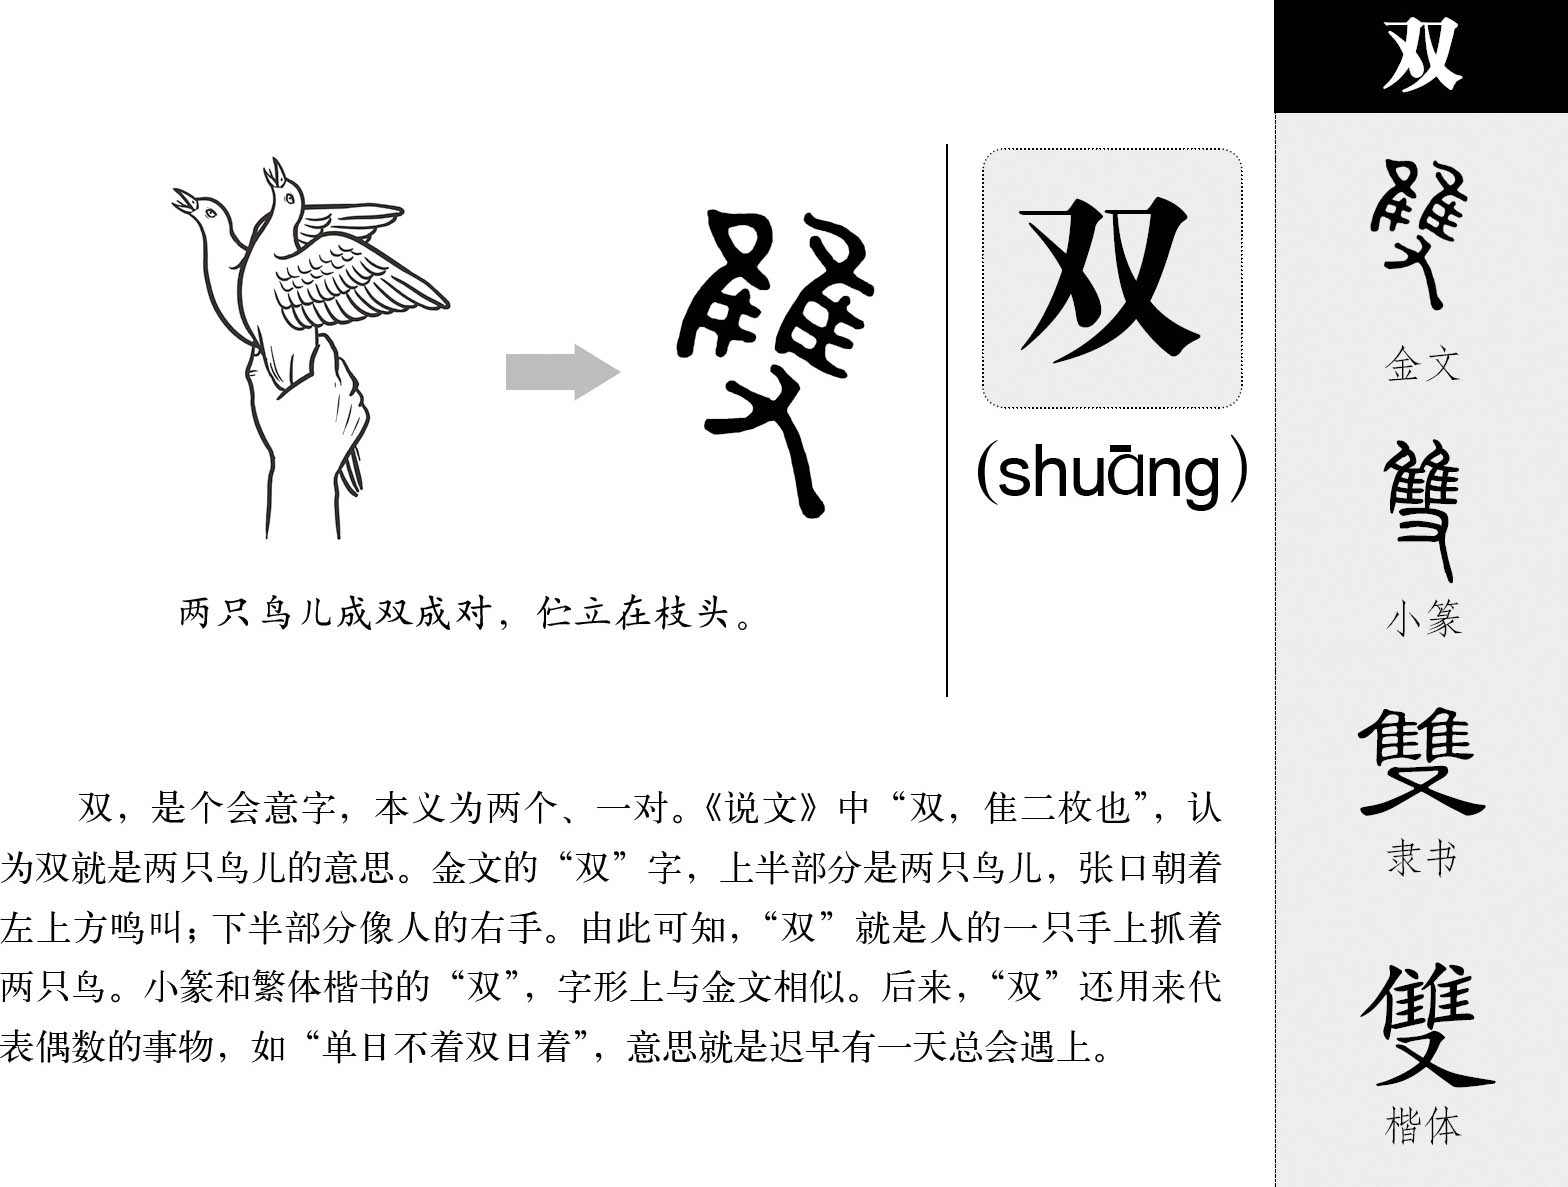 双
(shuāng)
两只鸟儿成双成对，伫立在枝头。
双，是个会意字，本义为两个、一对。《说文》中“双，隹二枚也”，认
为双就是两只鸟儿的意思。金文的“双”字，上半部分是两只鸟儿，张口朝着
左上方鸣叫；下半部分像人的右手。由此可知，“双”就是人的一只手上抓着
两只鸟。小篆和繁体楷书的“双”，字形上与金文相似。后来，“双”还用来代
表偶数的事物，如“单日不着双日着”，意思就是迟早有一天总会遇上。
双
雙
金文
雙
小篆
雙
隶书
雙
楷体